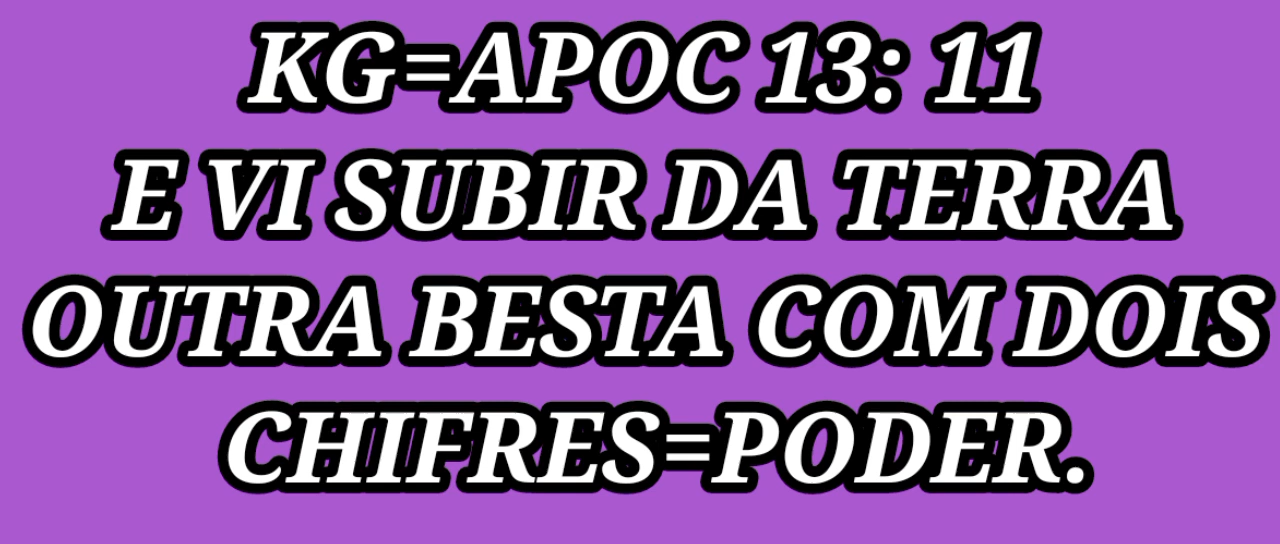 KG=APOC 13: 11
E VI SUBIR DA TERRA
OUTRA BESTA COM DOIS
CHIFRES=PODER.